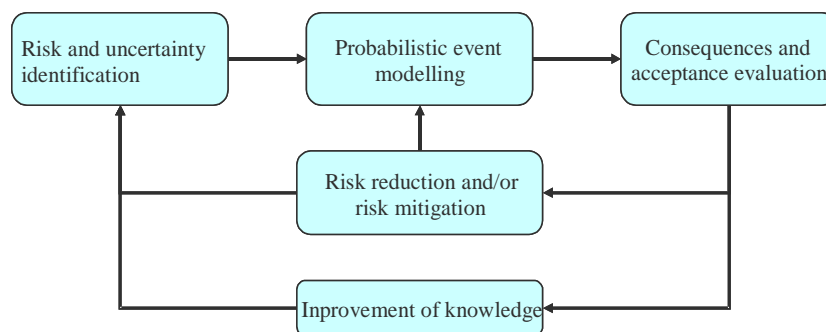 Risk and uncertainty
identification
Probabilistic event
modelling
Consequences and
acceptance evaluation
Risk reduction and/or
risk mitigation
Inprovement of knowledge